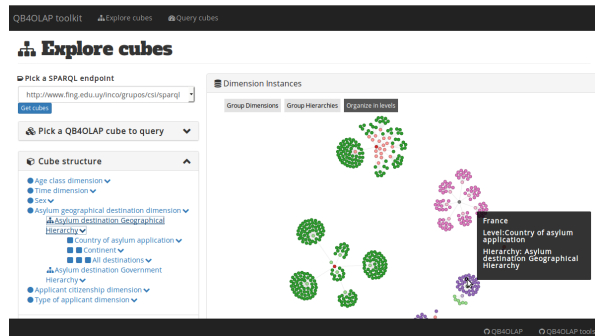 QB4OLAP toolkit
Explore cubes
Query cubes
Explore cubes
Pick a SPARQL endpoint
http://www.fing.edu.uy/inco/grupos/csi/sparql
Get cubes
Pick a QB4OLAP cube to query
Cube structure
Age class dimension
Time dimension
Sex
Asylum geographical destination dimension
Asylum destination Geographical
Hierarchy
Country of asylum application
Continent
All destinations
Asylum destination Government
Hierarchy
Applicant citizenship dimension
Type of applicant dimension
Dimension Instances
Group Dimensions
Group Hierarchies
Organize in levels
France
Level:Country of asylum
application
Hierarchy: Asylum
destination Geographical
Hierarchy
QB4OLAP
QB4OLAP tools